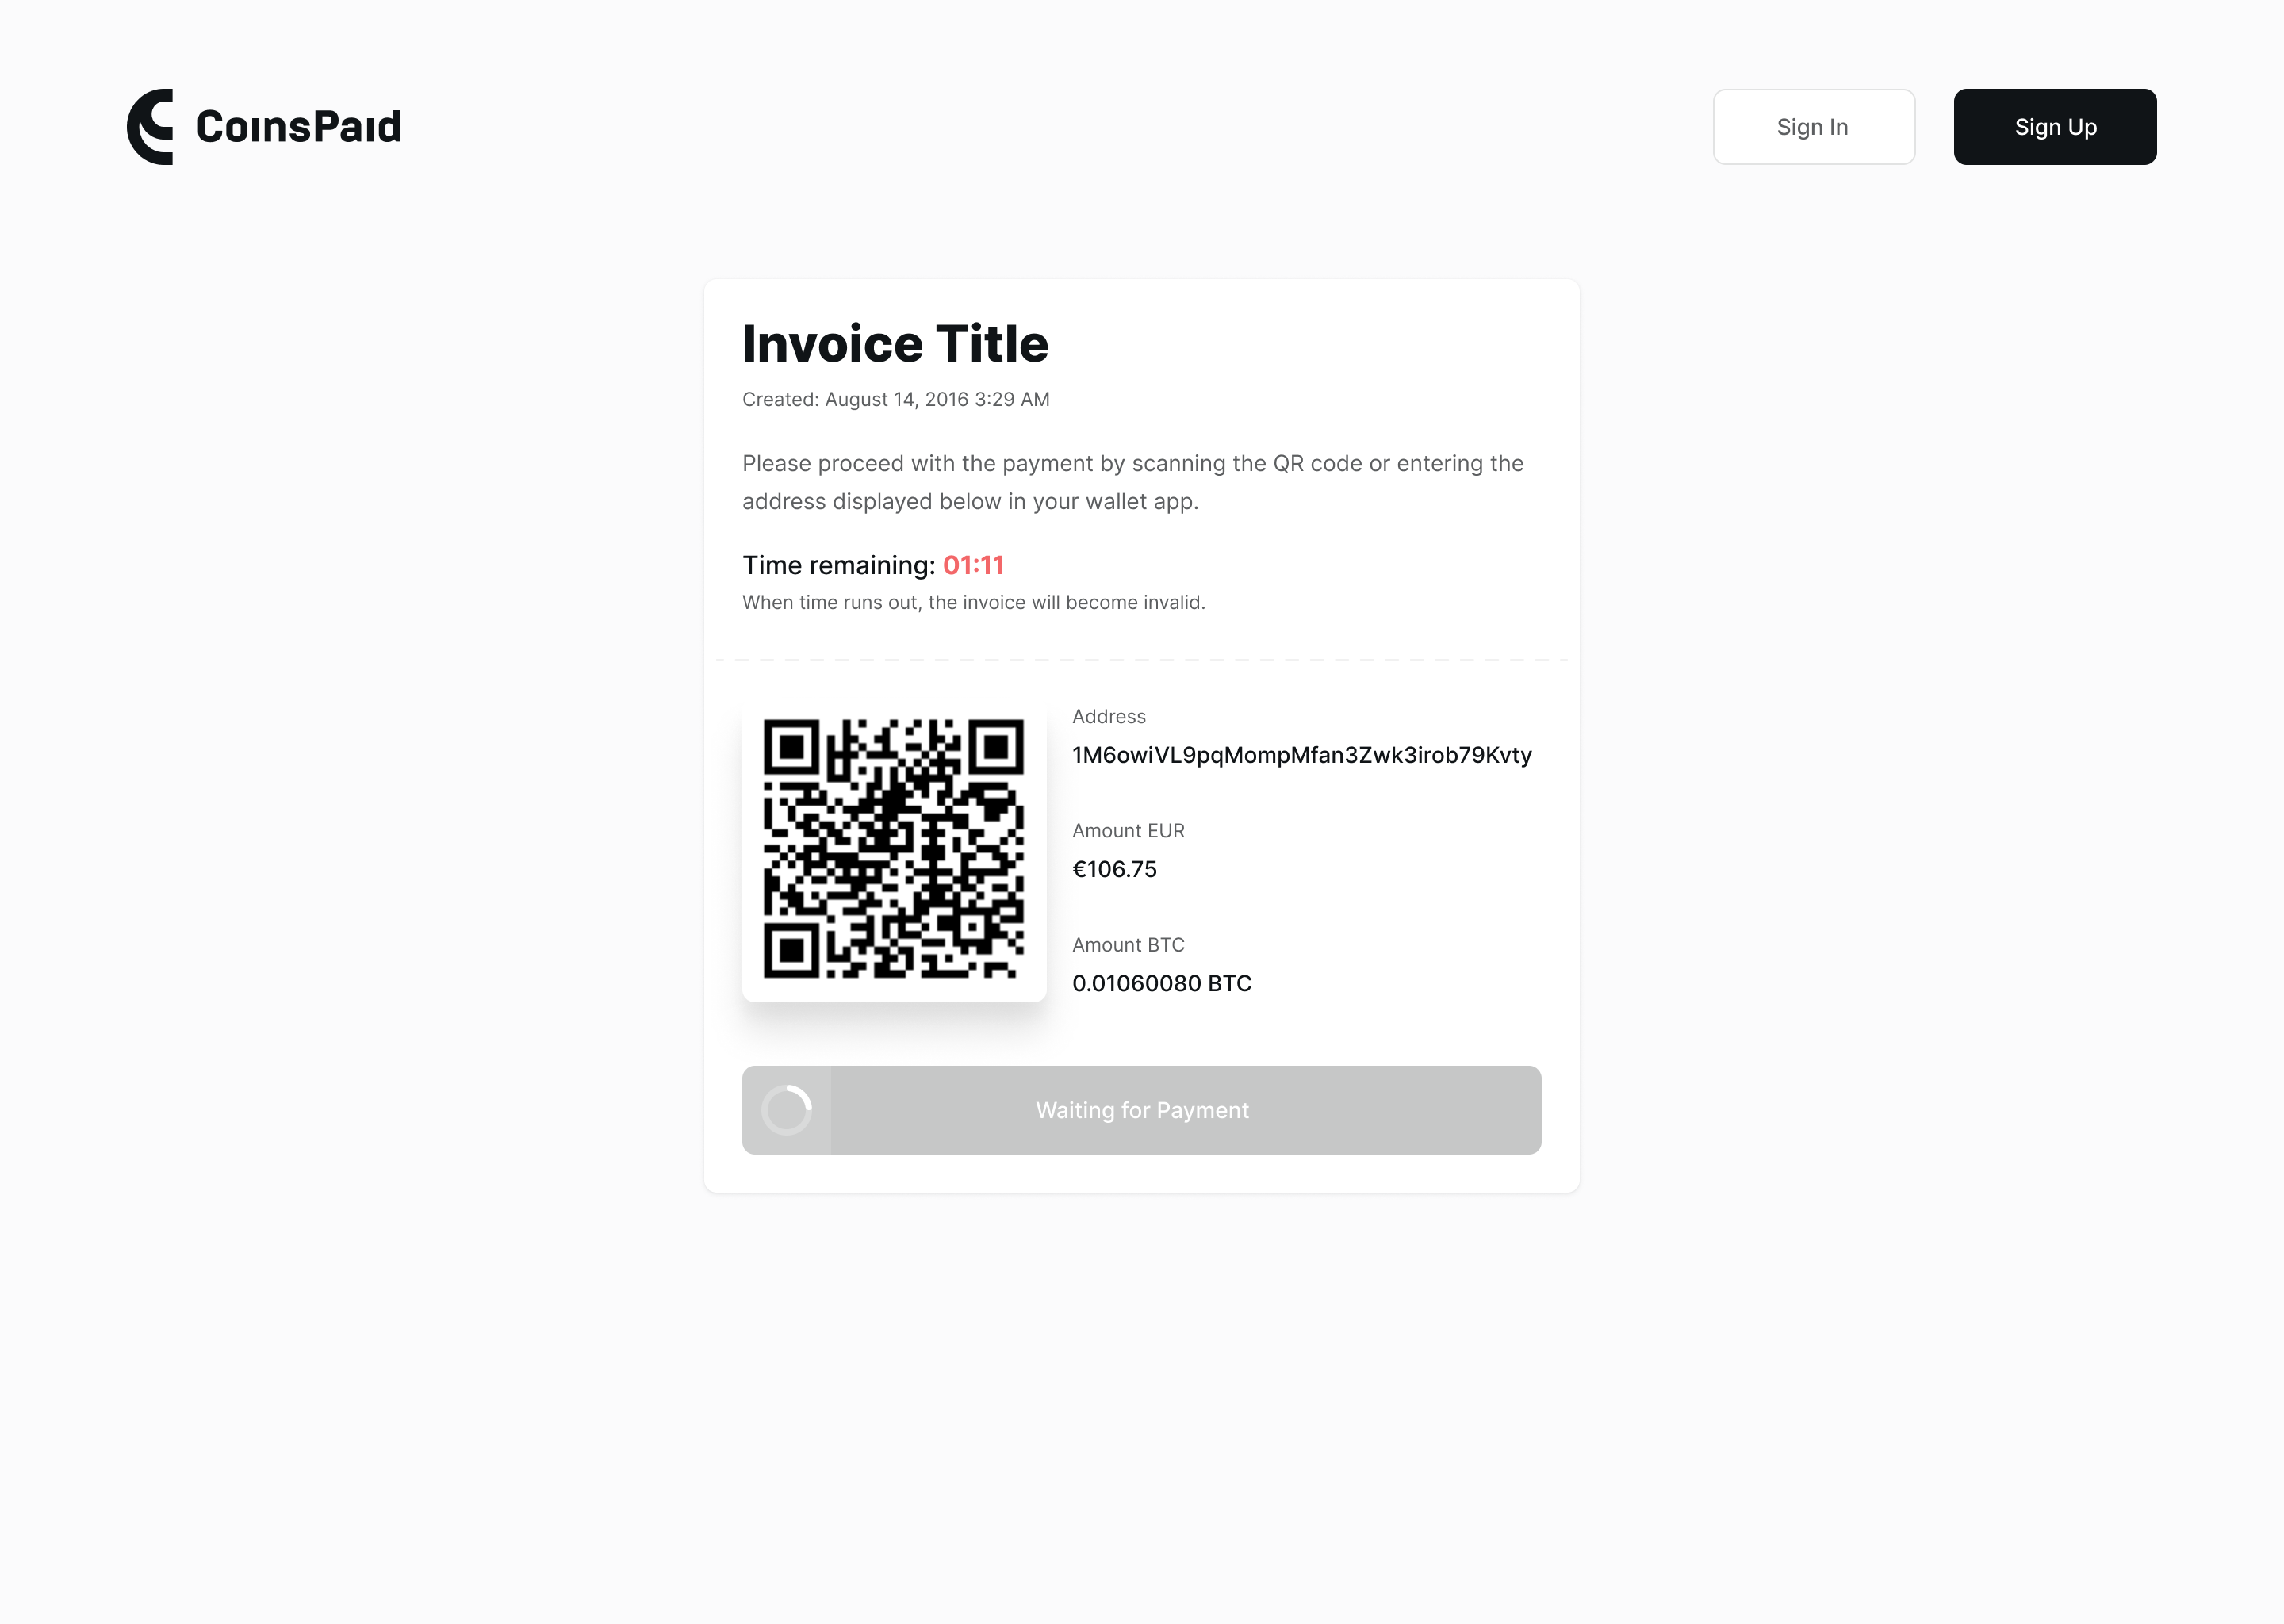 CoinsPaid
Sign In
Sign Up
Invoice Title
Created: August 14, 2016 3:29 AM
Please proceed with the payment by scanning the QR code or entering the
address displayed below in your wallet app.
Time remaining: 01:11
When time runs out, the invoice will become invalid.
Address
1M6owiVL9pqMompMfan3Zwk3irob79Kvty
Amount EUR
€106.75
Amount BTC
0.01060080 BTC
Waiting for Payment